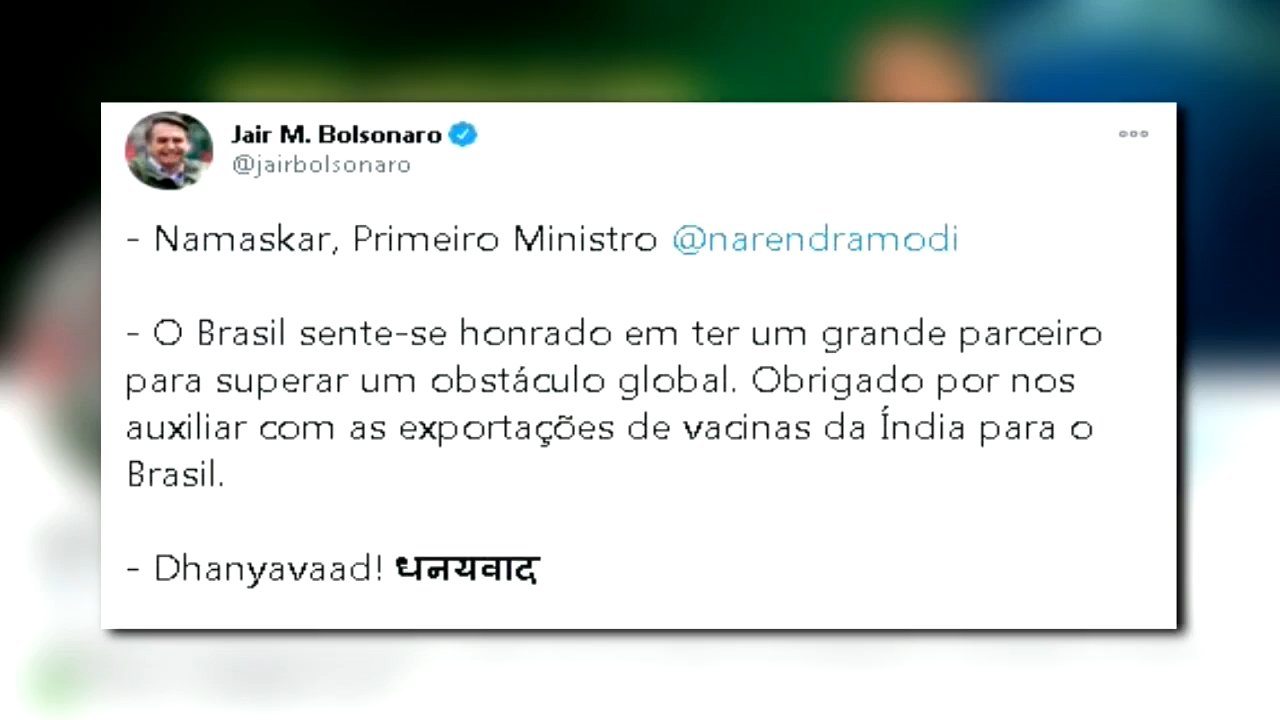 Jair M. Bolsonaro
@jairbolsonaro
- Namaskar, Primeiro Ministro @narendramodi
- O Brasil sente-se honrado em ter um grande parceiro
para superar um obstáculo global. Obrigado por nos
auxiliar com as exportações de vacinas da Índia para o
Brasil.
- Dhanyavaad! धनयवाद